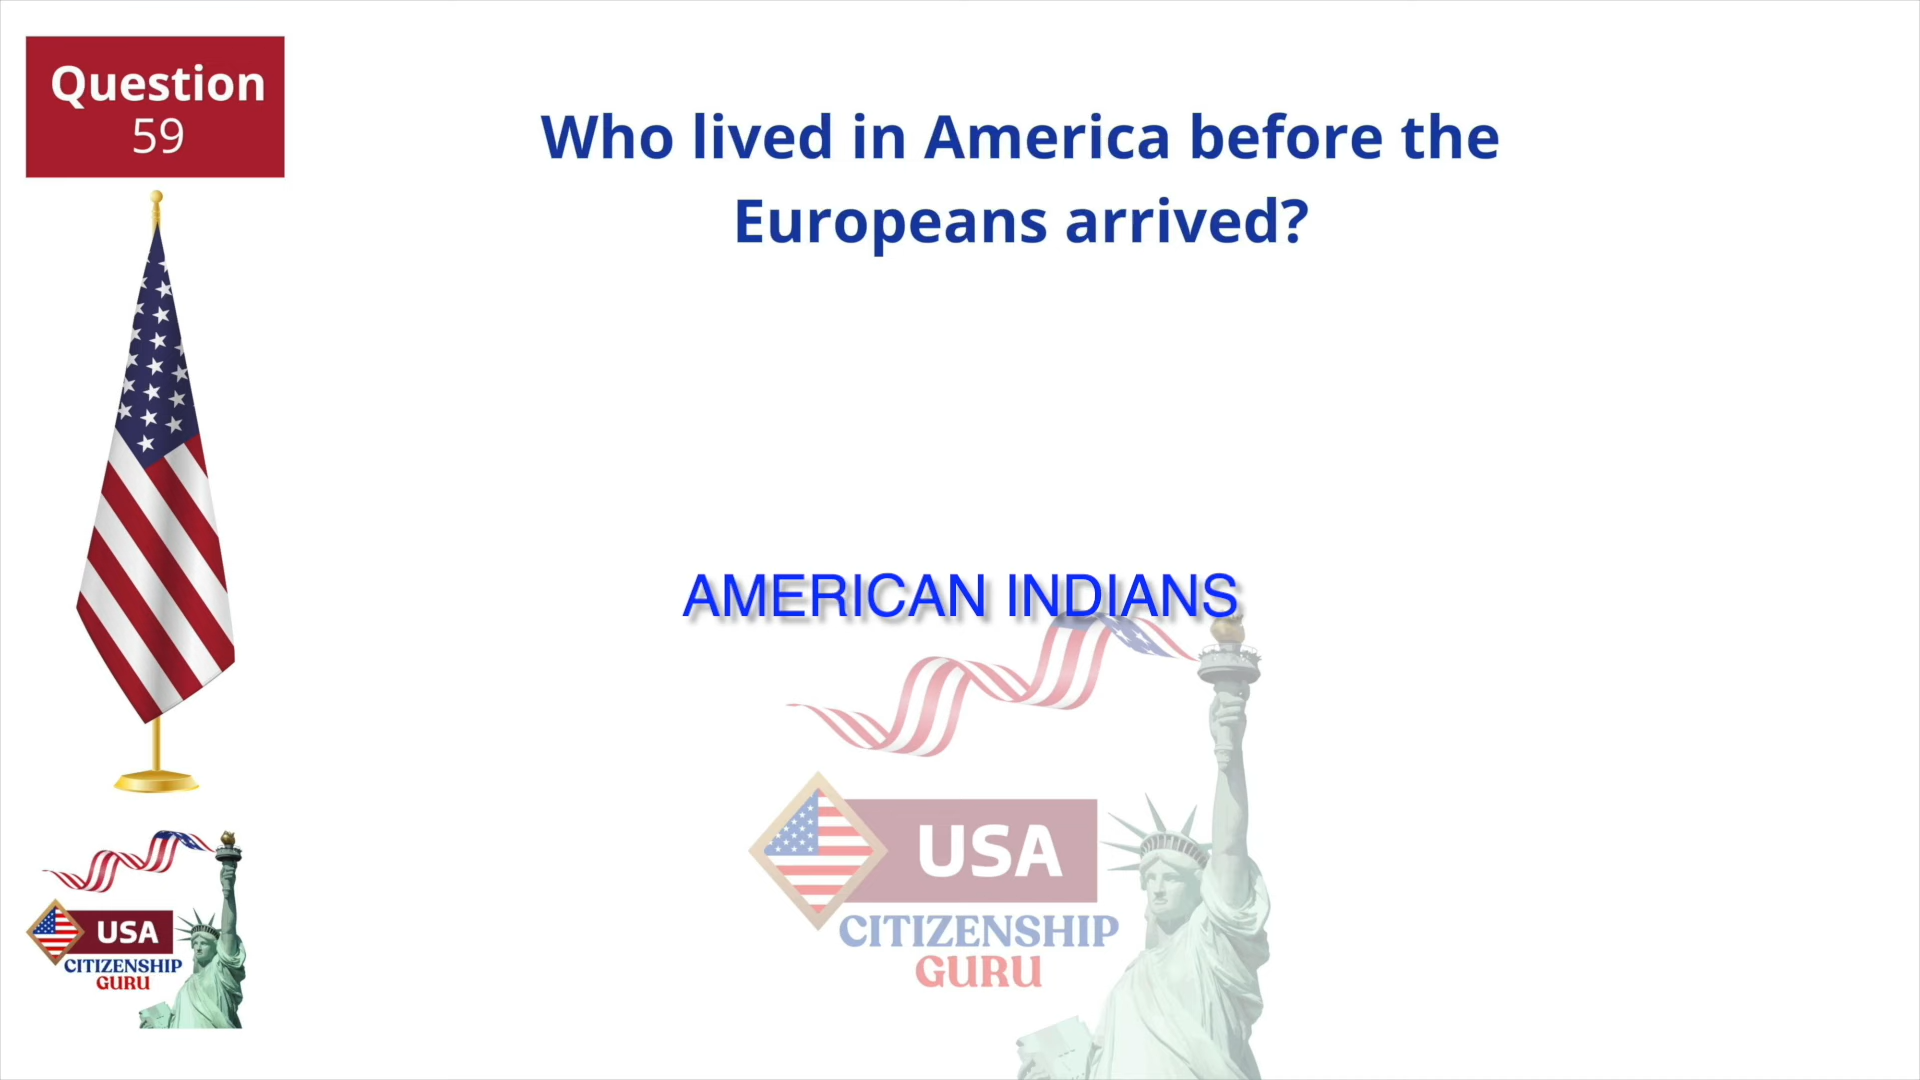 Question
59
Who lived in America before the
Europeans arrived?
AMERICAN INDIANS
USA
CITIZENSHIP
GURU
USA
CITIZENSHIP
GURU